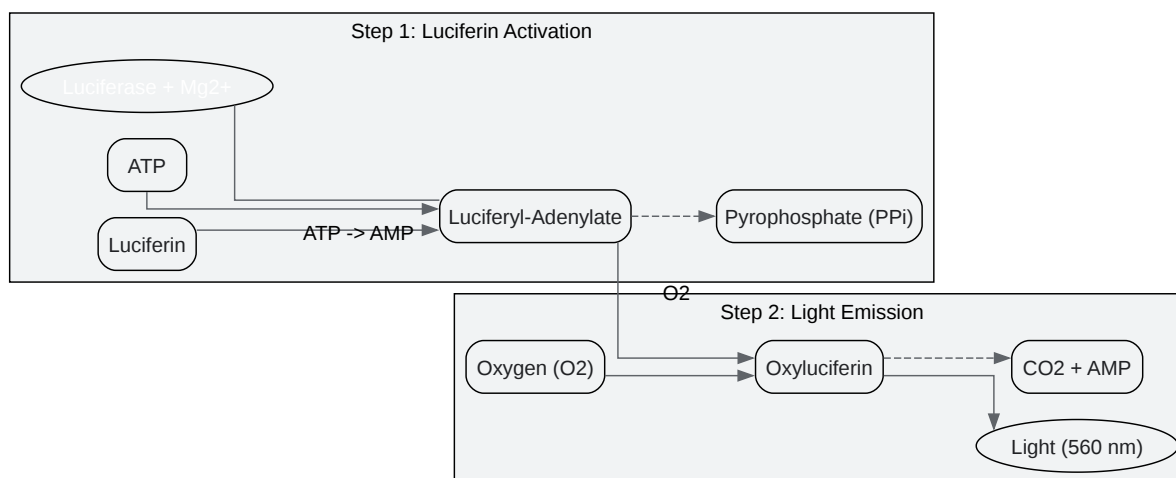 Step 1: Luciferin Activation
Luciferase + Mg2+
ATP
Luciferyl-Adenylate
Pyrophosphate (PPi)
ATP -> AMP
Luciferin
O2
Step 2: Light Emission
Oxygen (O2)
Oxyluciferin
CO2 + AMP
Light (560 nm)